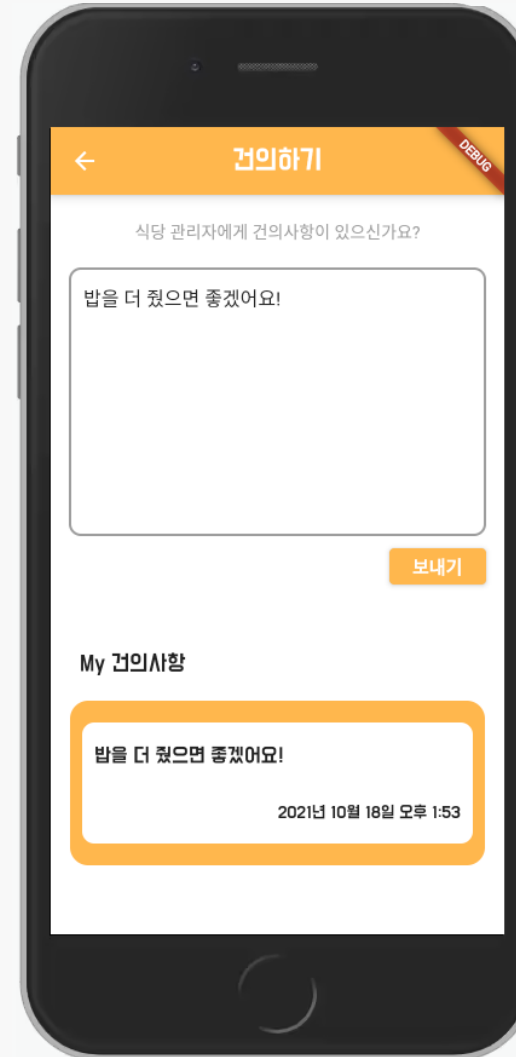 건의하기
DEBUG
식당 관리자에게 건의사항이 있으신가요?
밥을 더 줬으면 좋겠어요!
보내기
My 건의사항
밥을 더 줬으면 좋겠어요!
2021년 10월 18일 오후 1:53